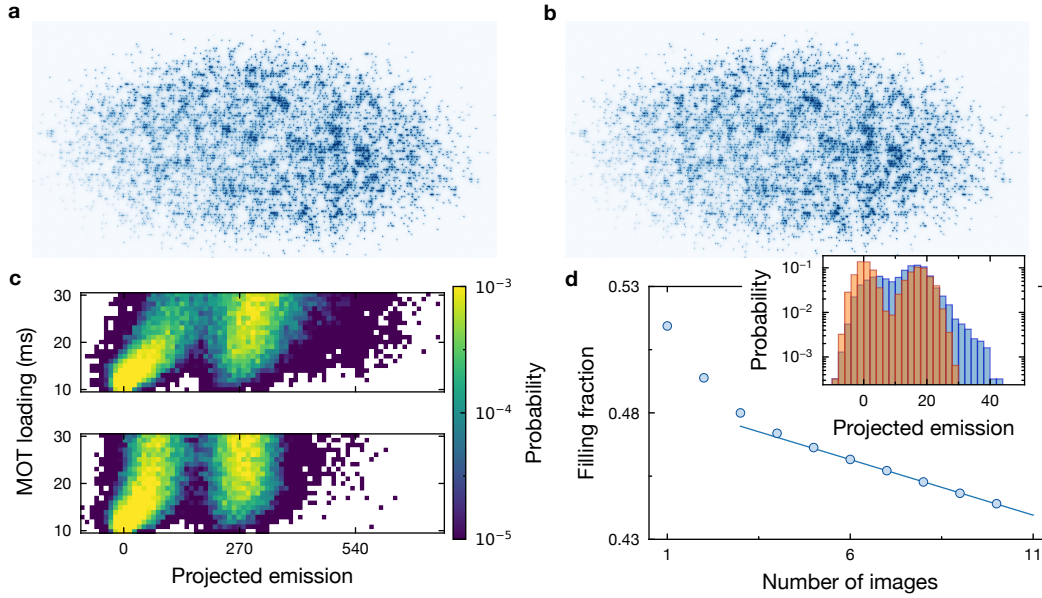 a
b
c
30
20
10
30
20
10
MOT loading (ms)
0
270
540
Projected emission
10⁻³
10⁻⁴
10⁻⁵
Probability
d
0.53
0.48
0.43
Filling fraction
1
6
11
Number of images
10⁻¹
10⁻²
10⁻³
Probability
0
20
40
Projected emission